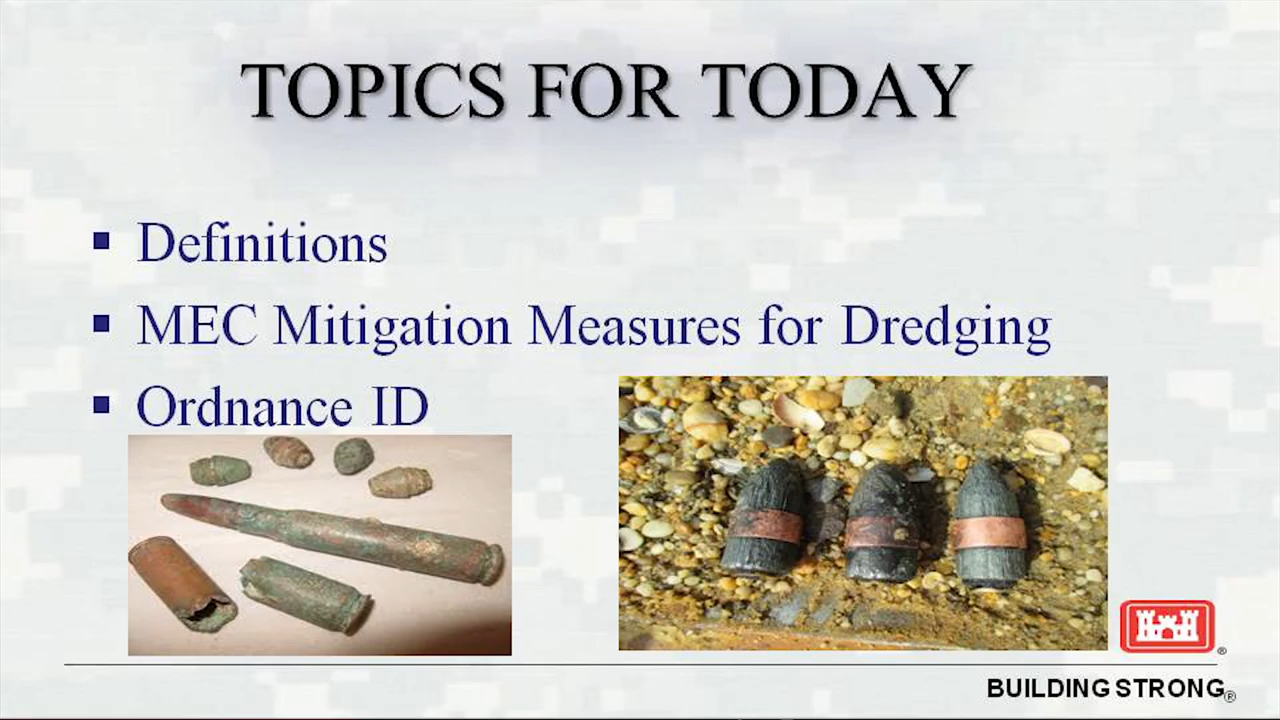 TOPICS FOR TODAY
▪ Definitions
▪ MEC Mitigation Measures for Dredging
▪ Ordnance ID
®
BUILDING STRONG®